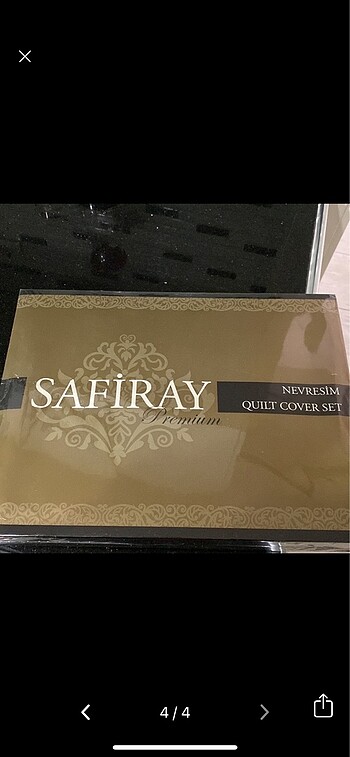 SAFİRAY
Premium
NEVRESİM
QUILT COVER SET
4/4